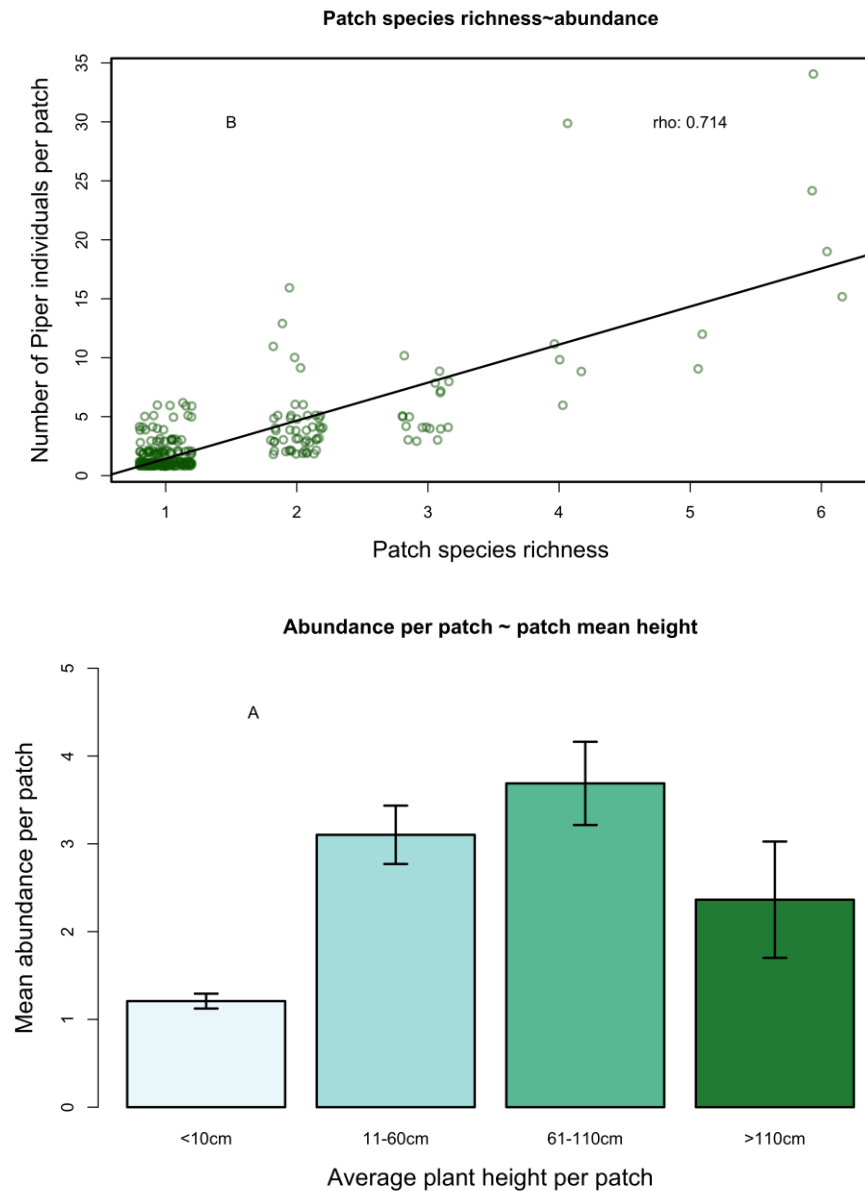 Patch species richness~abundance
Number of Piper individuals per patch
35
30
25
20
15
10
5
0
B
rho: 0.714
1 2 3 4 5 6
Patch species richness
Abundance per patch ~ patch mean height
Mean abundance per patch
5
4
3
2
1
0
A
<10cm 11-60cm 61-110cm >110cm
Average plant height per patch